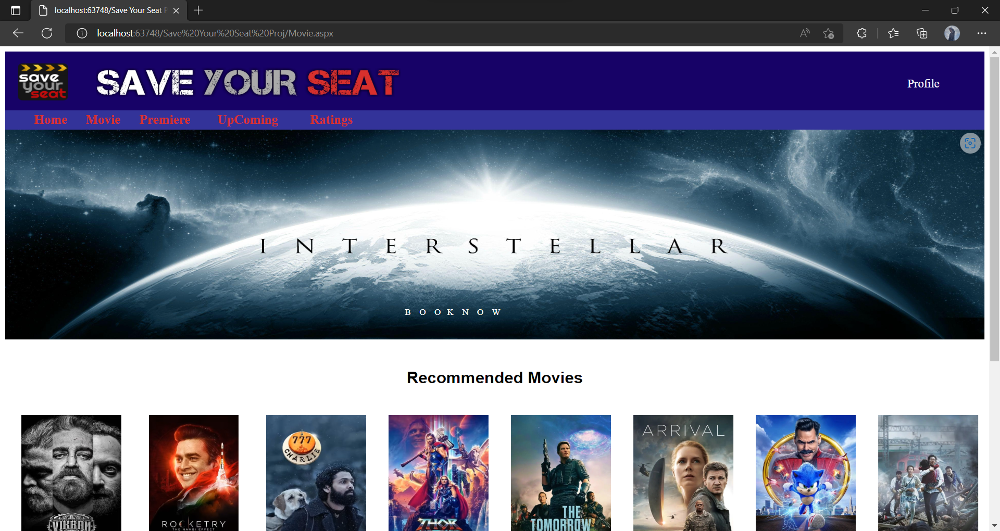 localhost:63748/Save Your Seat P
localhost:63748/Save%20Your%20Seat%20Proj/Movie.aspx
save
your
seat
SAVE YOUR SEAT
Profile
Home Movie Premiere UpComing Ratings
INTERSTELLAR
BOOKNOW
Recommended Movies
777
CHARLIE
ARRIVAL
VIKRAM
ROCKETRY
THE NAMBI EFFECT
THOR
THE
TOMORROW